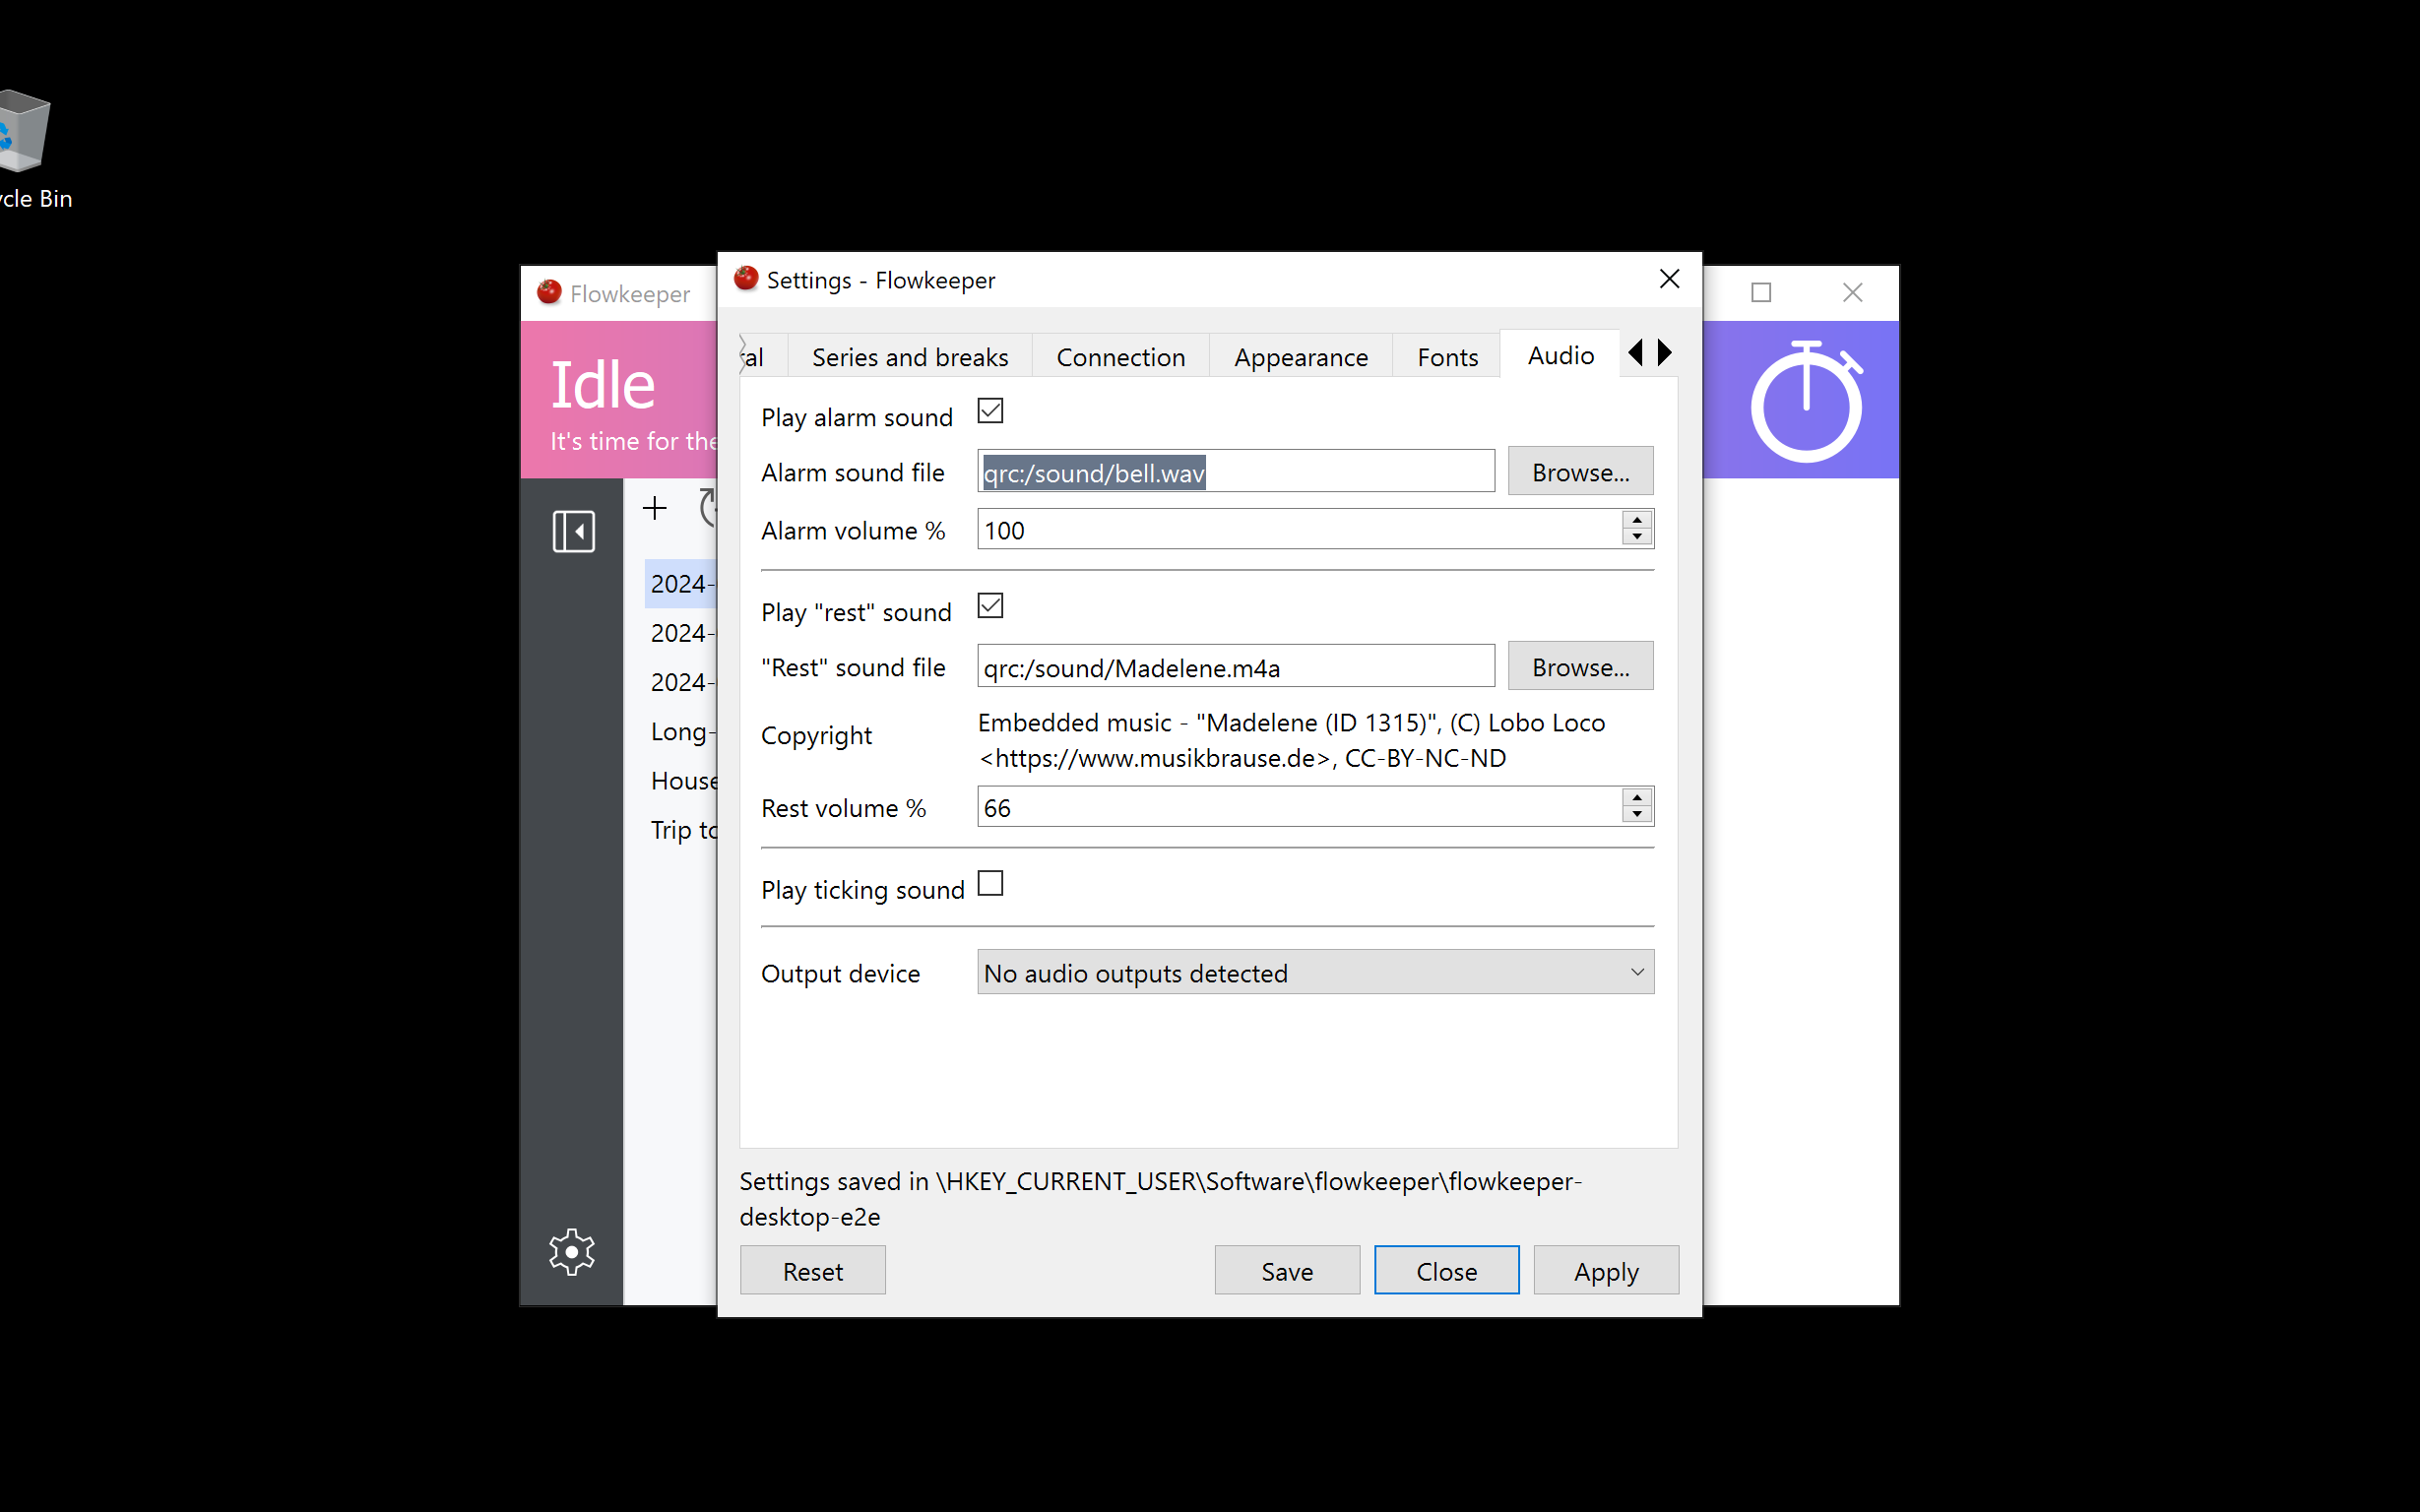 cle Bin
Flowkeeper
Settings - Flowkeeper
Idle
It's time for the
2024-
2024-
2024-
Long-
House
Trip to
al
Series and breaks
Connection
Appearance
Fonts
Audio
Play alarm sound
Alarm sound file
qrc:/sound/bell.wav
Browse...
Alarm volume %
100
Play "rest" sound
"Rest" sound file
qrc:/sound/Madelene.m4a
Browse...
Copyright
Embedded music - "Madelene (ID 1315)", (C) Lobo Loco
<https://www.musikbrause.de>, CC-BY-NC-ND
Rest volume %
66
Play ticking sound
Output device
No audio outputs detected
Settings saved in \HKEY_CURRENT_USER\Software\flowkeeper\flowkeeper-
desktop-e2e
Reset
Save
Close
Apply